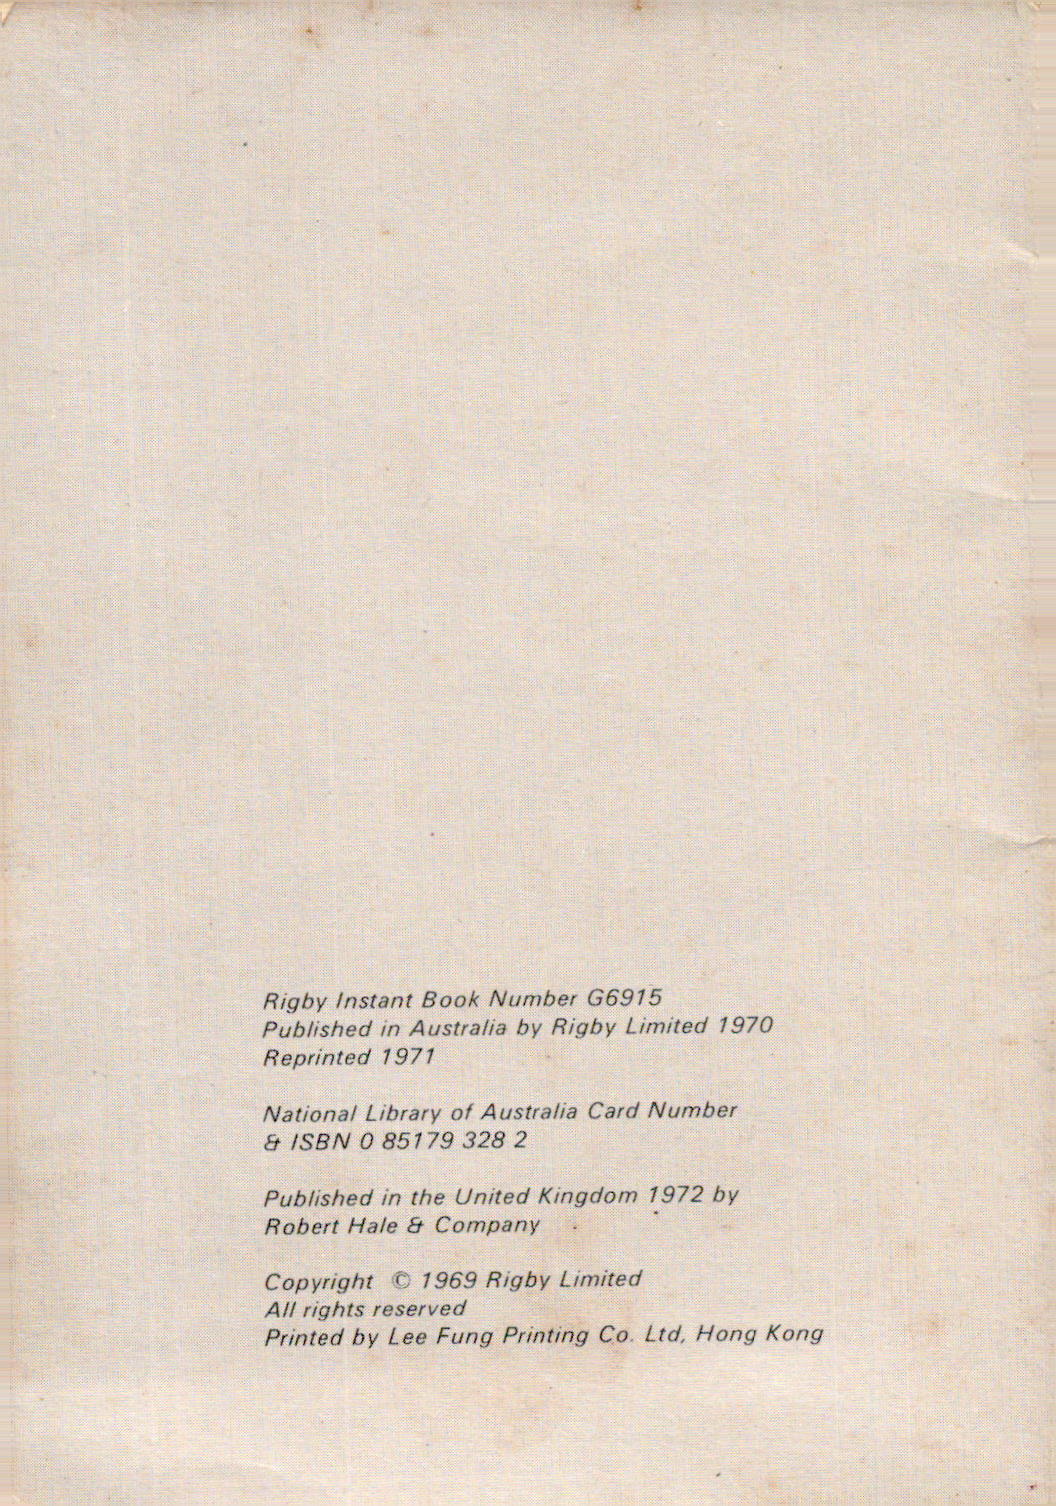 Rigby Instant Book Number G6915
Published in Australia by Rigby Limited 1970
Reprinted 1971
National Library of Australia Card Number
& ISBN 0 85179 328 2
Published in the United Kingdom 1972 by
Robert Hale & Company
Copyright © 1969 Rigby Limited
All rights reserved
Printed by Lee Fung Printing Co. Ltd, Hong Kong